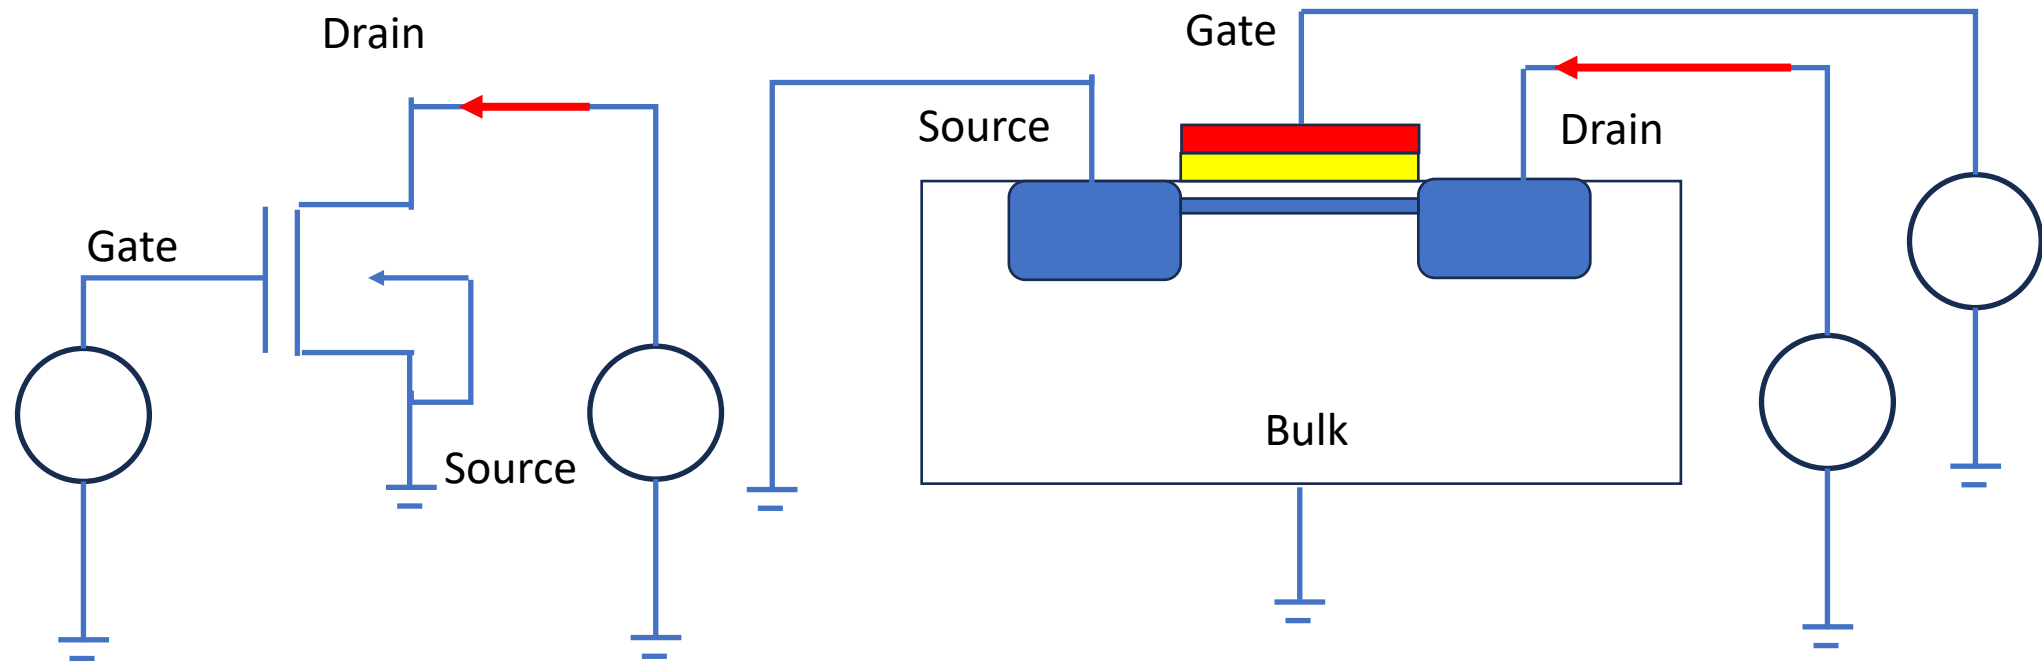 Drain
Gate
Source
Gate
Source
Drain
Bulk